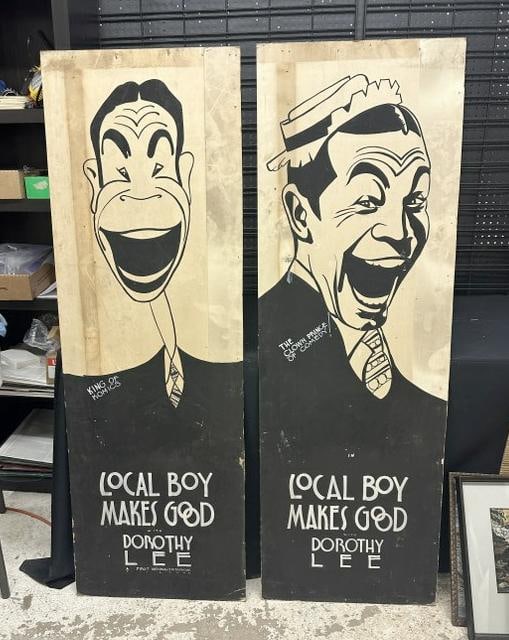 KING OF
KOMICS
LOCAL BOY
MAKES GOOD
WITH
DOROTHY
LEE
THE
CLOWN PRINCE
OF COMEDY
IN
LOCAL BOY
MAKES GOOD
WITH
DOROTHY
LEE